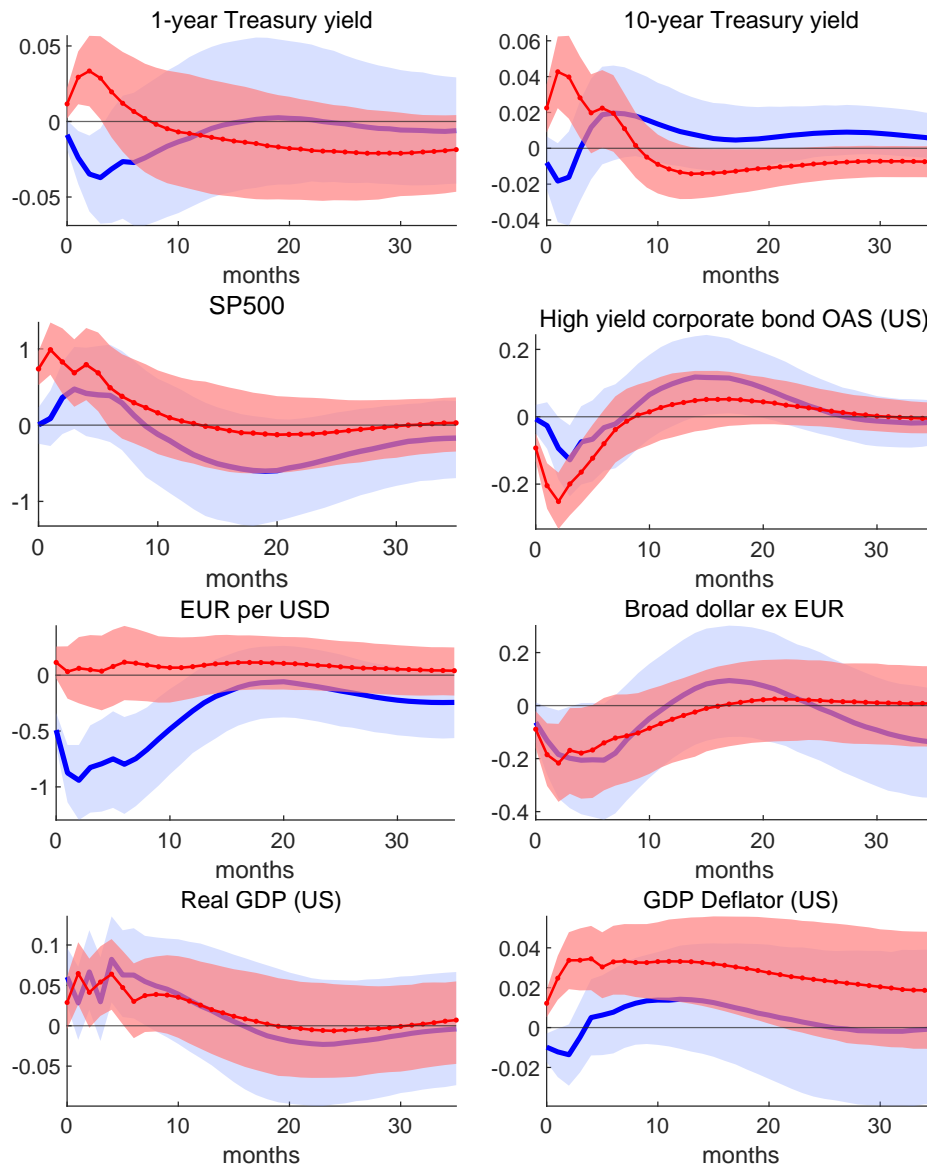 1-year Treasury yield
0.05
0
-0.05
0 10 20 30
months
10-year Treasury yield
0.06
0.04
0.02
0
-0.02
-0.04
0 10 20 30
months
SP500
1
0
-1
0 10 20 30
months
High yield corporate bond OAS (US)
0.2
0
-0.2
0 10 20 30
months
EUR per USD
0
-0.5
-1
0 10 20 30
months
Broad dollar ex EUR
0.2
0
-0.2
-0.4
0 10 20 30
months
Real GDP (US)
0.1
0.05
0
-0.05
0 10 20 30
months
GDP Deflator (US)
0.04
0.02
0
-0.02
0 10 20 30
months